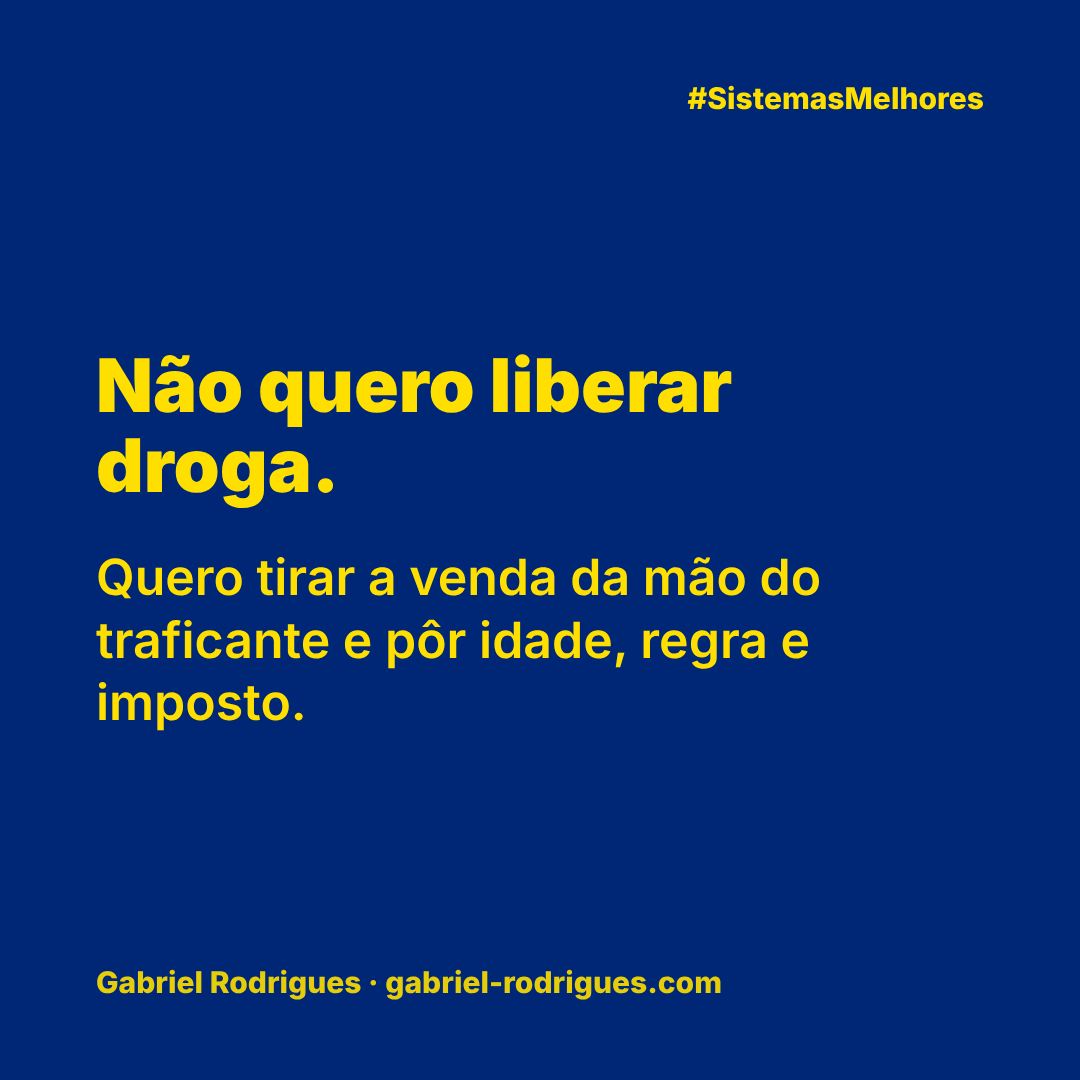 #SistemasMelhores
Não quero liberar
droga.
Quero tirar a venda da mão do
traficante e pôr idade, regra e
imposto.
Gabriel Rodrigues · gabriel-rodrigues.com